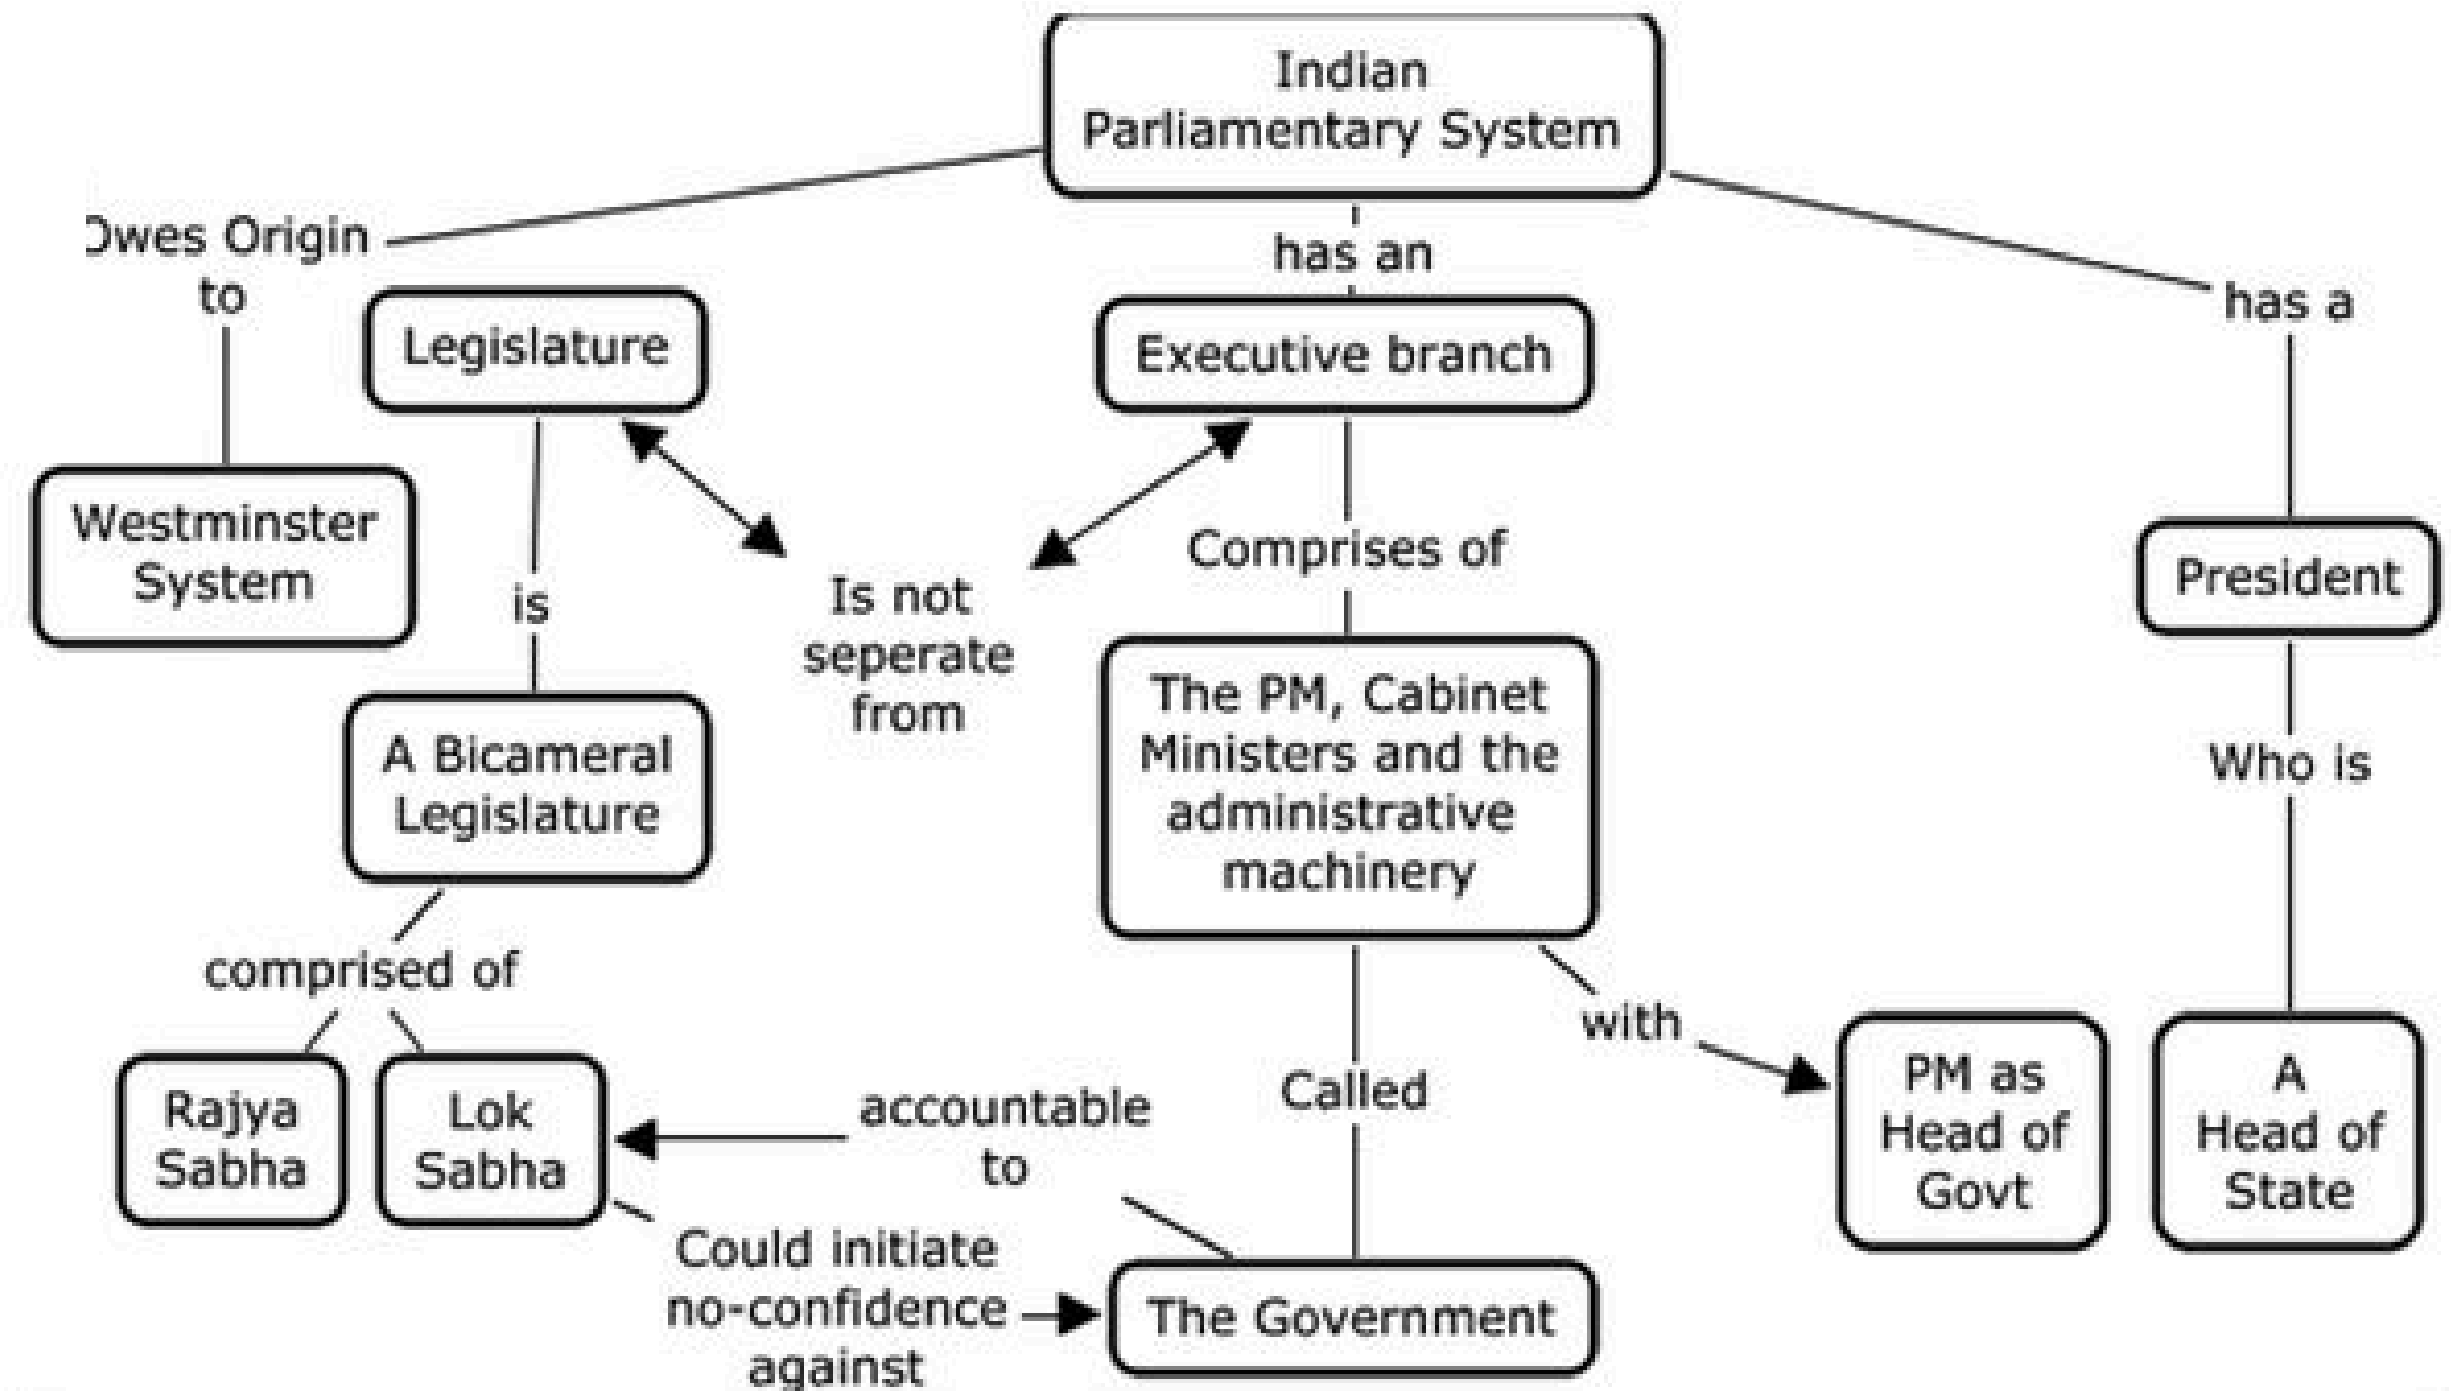 Indian
Parliamentary System
Owes Origin
to
has an
has a
Legislature
Executive branch
Westminster
System
is
Is not
seperate
from
Comprises of
President
A Bicameral
Legislature
The PM, Cabinet
Ministers and the
administrative
machinery
Who is
comprised of
with
Rajya
Sabha
Lok
Sabha
accountable
to
Called
PM as
Head of
Govt
A
Head of
State
Could initiate
no-confidence
against
The Government